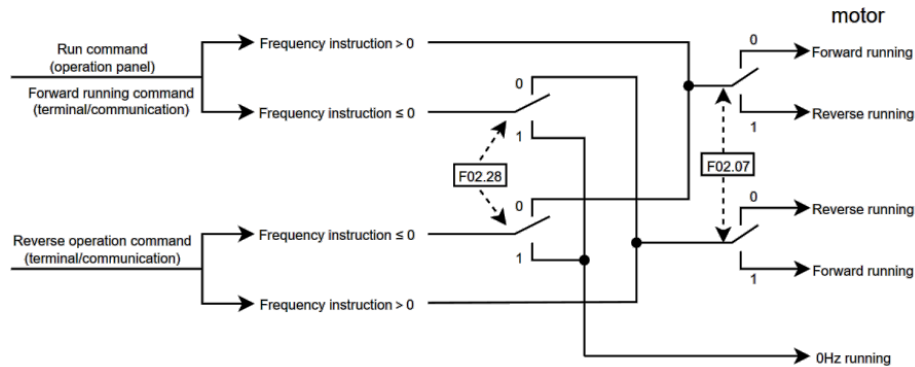 motor
Run command
(operation panel)
Forward running command
(terminal/communication)
Frequency instruction > 0
0
Forward running
Frequency instruction ≤ 0
0
1
Reverse running
1
F02.28
F02.07
0
0
Reverse running
Reverse operation command
(terminal/communication)
Frequency instruction ≤ 0
1
Forward running
1
Frequency instruction > 0
0Hz running